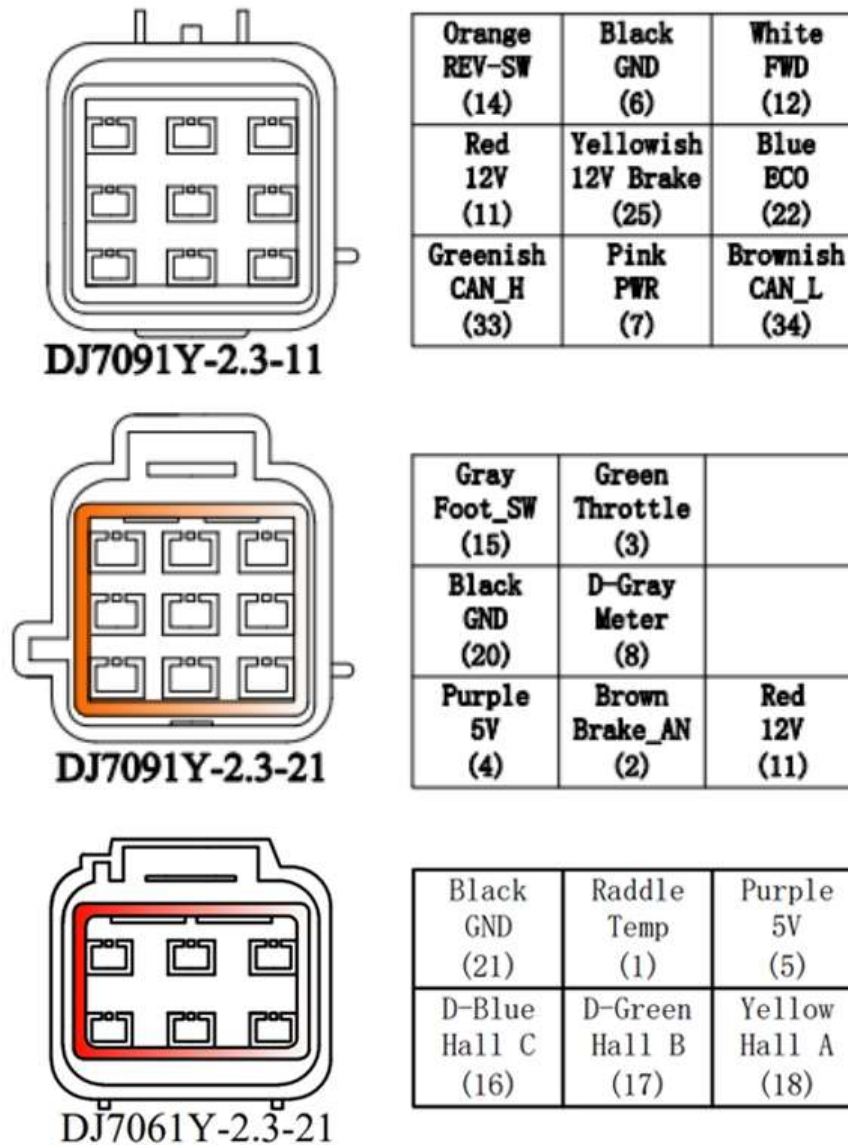 Orange Black White
REV-SW GND FWD
(14) (6) (12)
Red Yellowish Blue
12V 12V Brake ECO
(11) (25) (22)
Greenish Pink Brownish
CAN_H PWR CAN_L
(33) (7) (34)
DJ7091Y-2.3-11
Gray Green
Foot_SW Throttle
(15) (3)
Black D-Gray
GND Meter
(20) (8)
Purple Brown Red
5V Brake_AN 12V
(4) (2) (11)
DJ7091Y-2.3-21
Black Raddle Purple
GND Temp 5V
(21) (1) (5)
D-Blue D-Green Yellow
Hall C Hall B Hall A
(16) (17) (18)
DJ7061Y-2.3-21